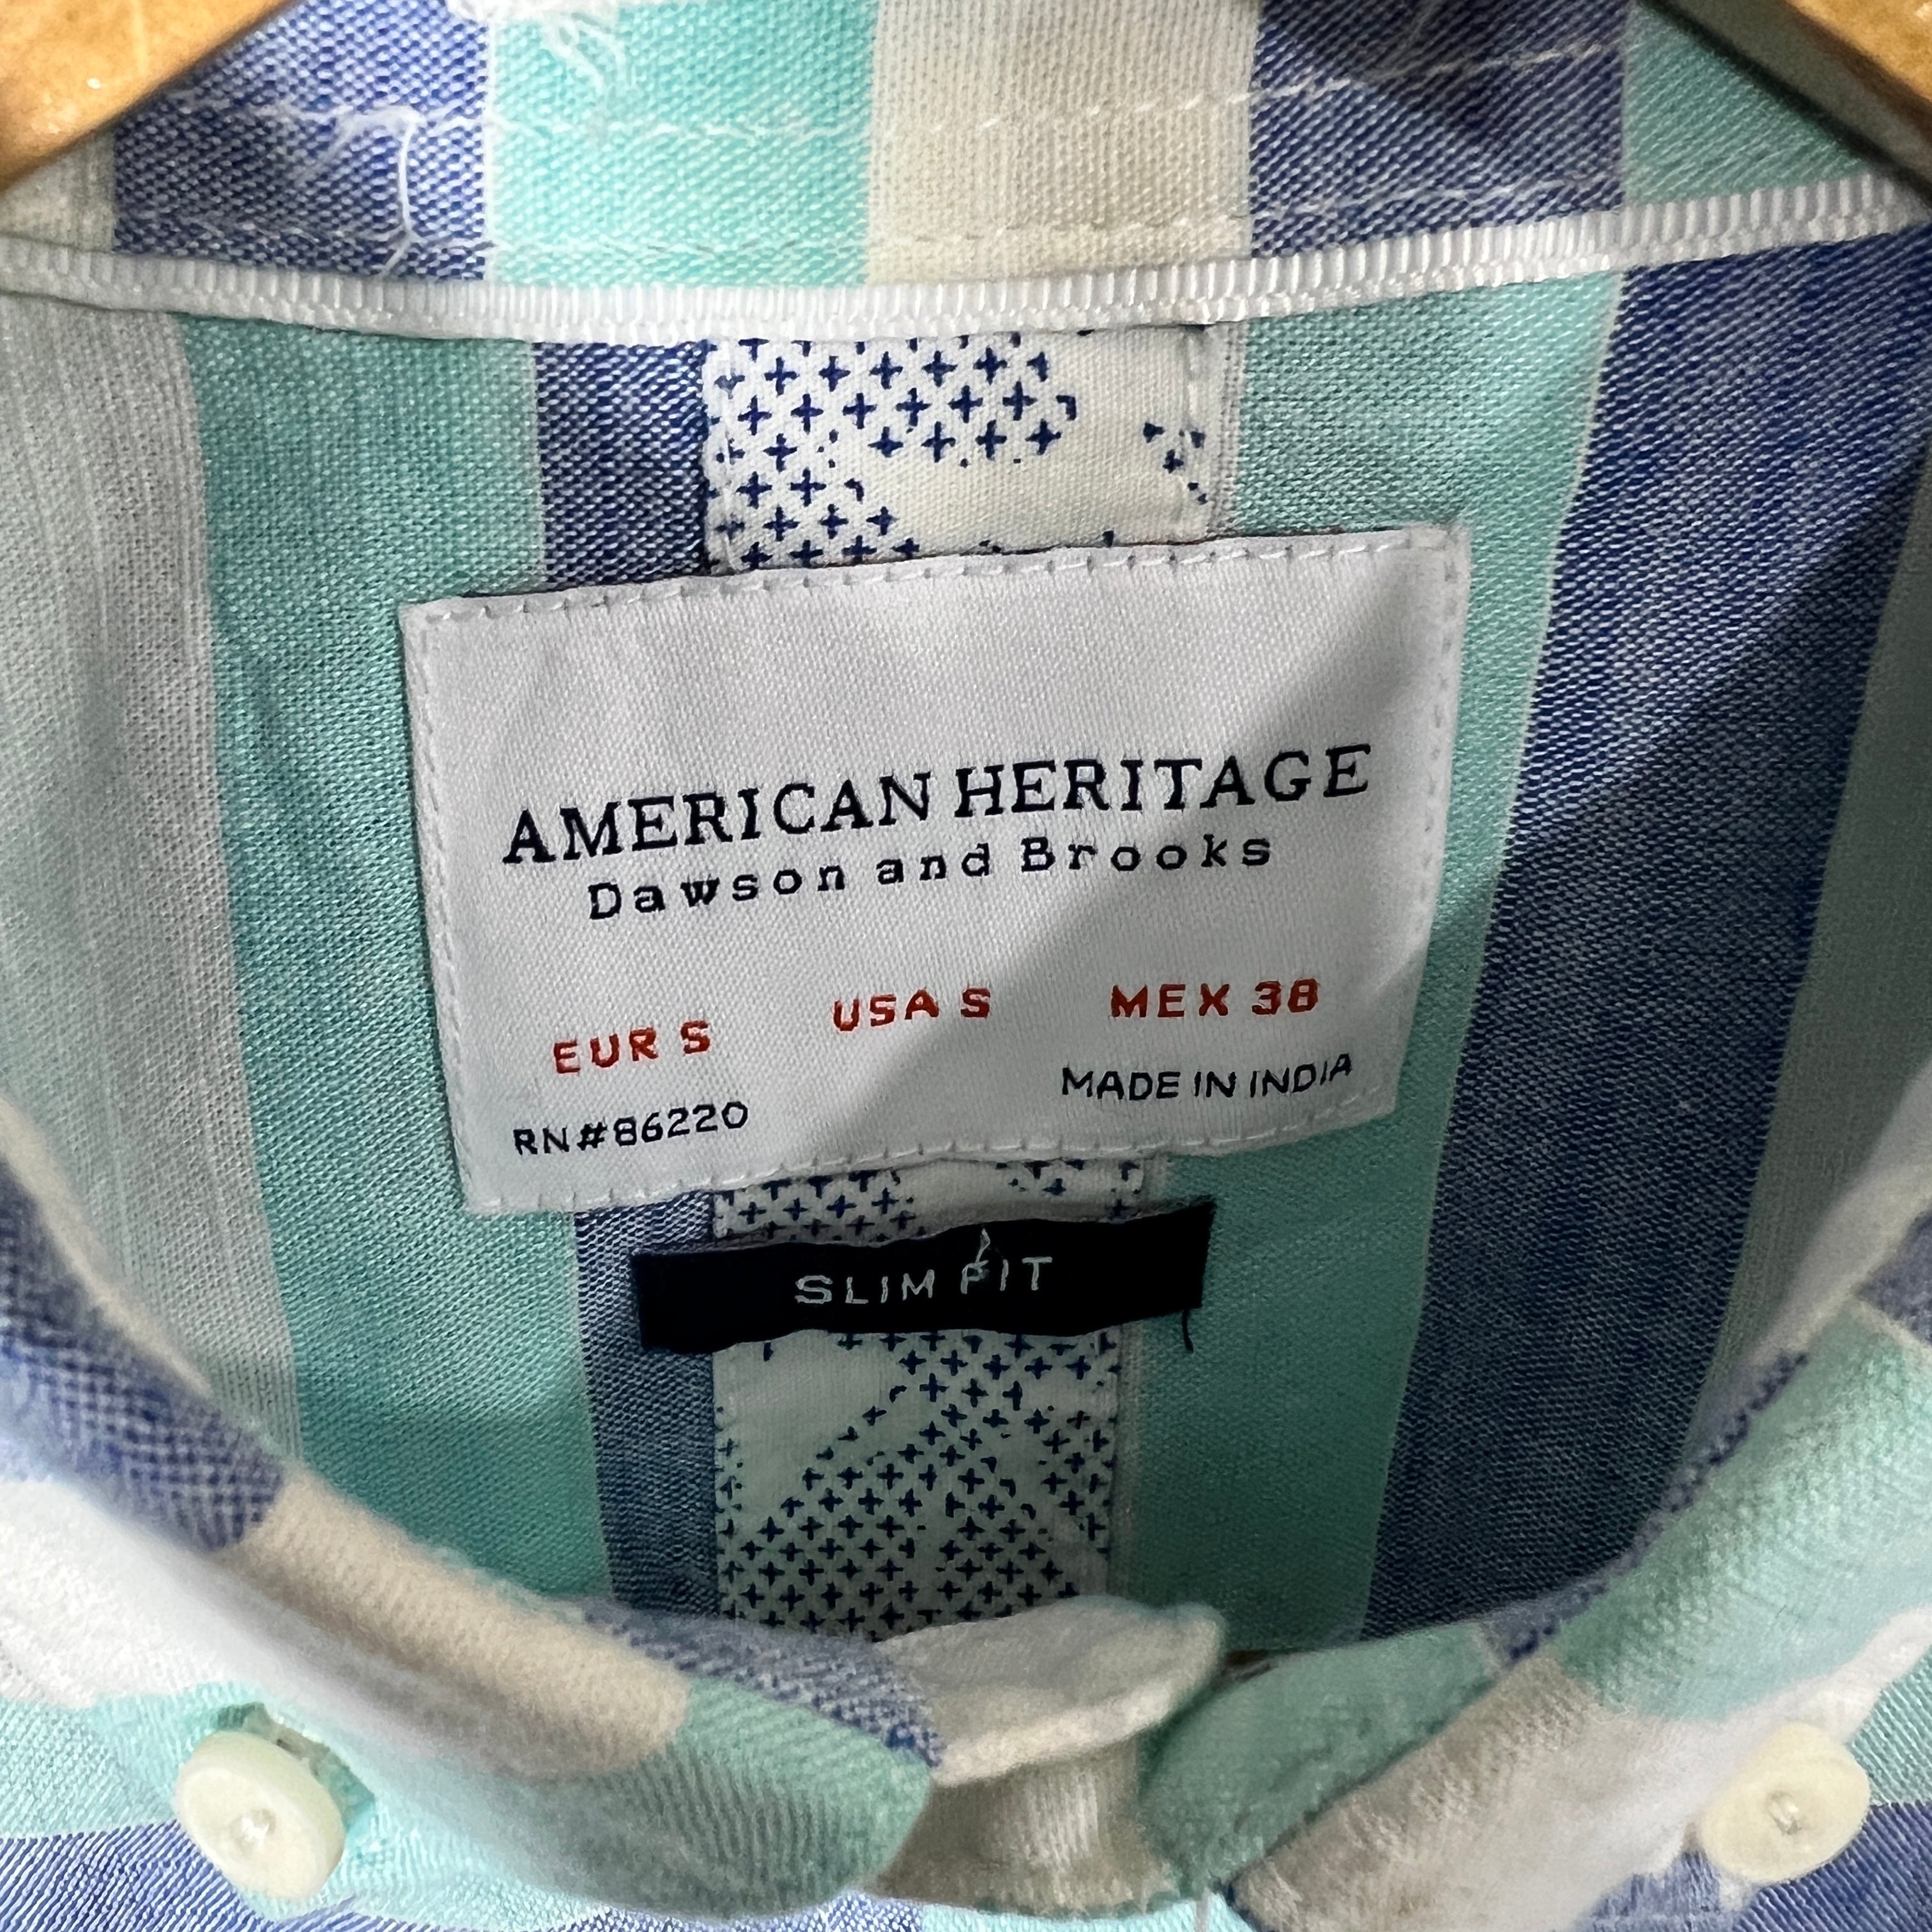 AMERICAN HERITAGE
Dawson and Brooks
EUR S USA S MEX 38
RN#86220 MADE IN INDIA
SLIM FIT